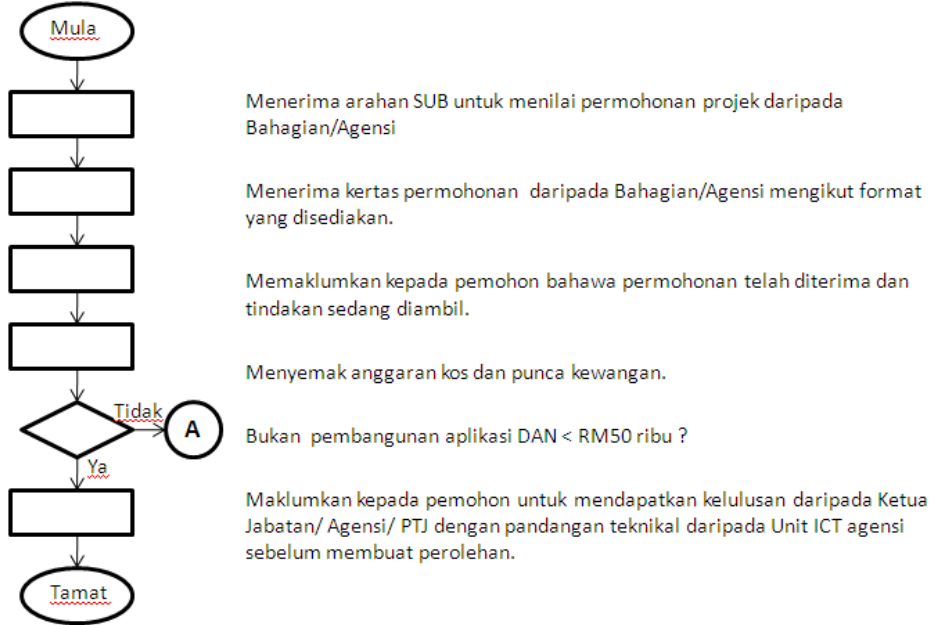 Mula
Menerima arahan SUB untuk menilai permohonan projek daripada
Bahagian/Agensi
Menerima kertas permohonan daripada Bahagian/Agensi mengikut format
yang disediakan.
Memaklumkan kepada pemohon bahawa permohonan telah diterima dan
tindakan sedang diambil.
Menyemak anggaran kos dan punca kewangan.
Tidak
A
Bukan pembangunan aplikasi DAN < RM50 ribu ?
Ya
Maklumkan kepada pemohon untuk mendapatkan kelulusan daripada Ketua
Jabatan/ Agensi/ PTJ dengan pandangan teknikal daripada Unit ICT agensi
sebelum membuat perolehan.
Tamat